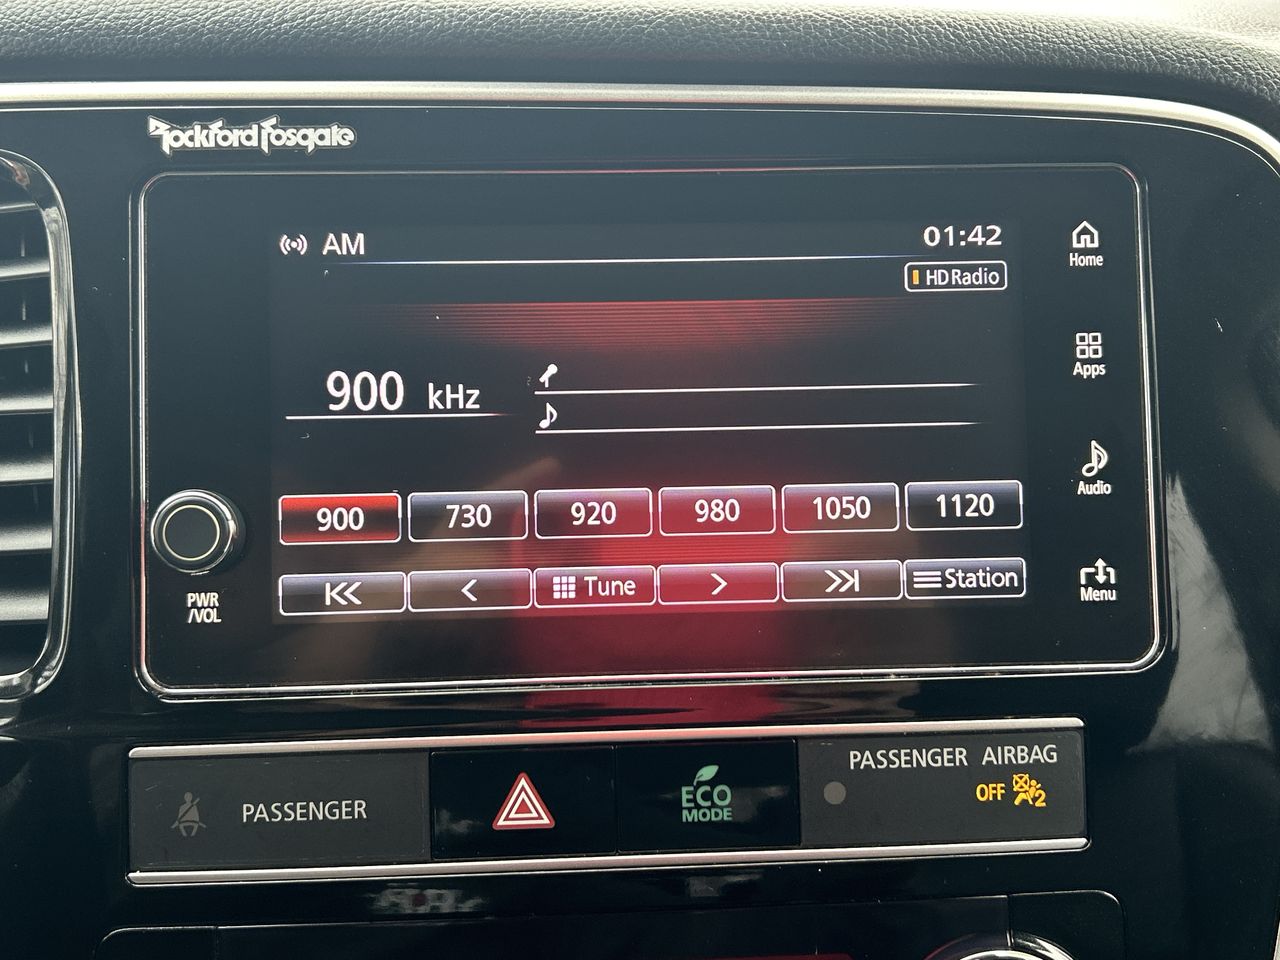 Rockford Fosgate
AM
01:42
HD Radio
900 kHz
900 730 920 980 1050 1120
Tune
Station
Home
Apps
Audio
Menu
PWR
/VOL
PASSENGER
ECO
MODE
PASSENGER AIRBAG
OFF 2